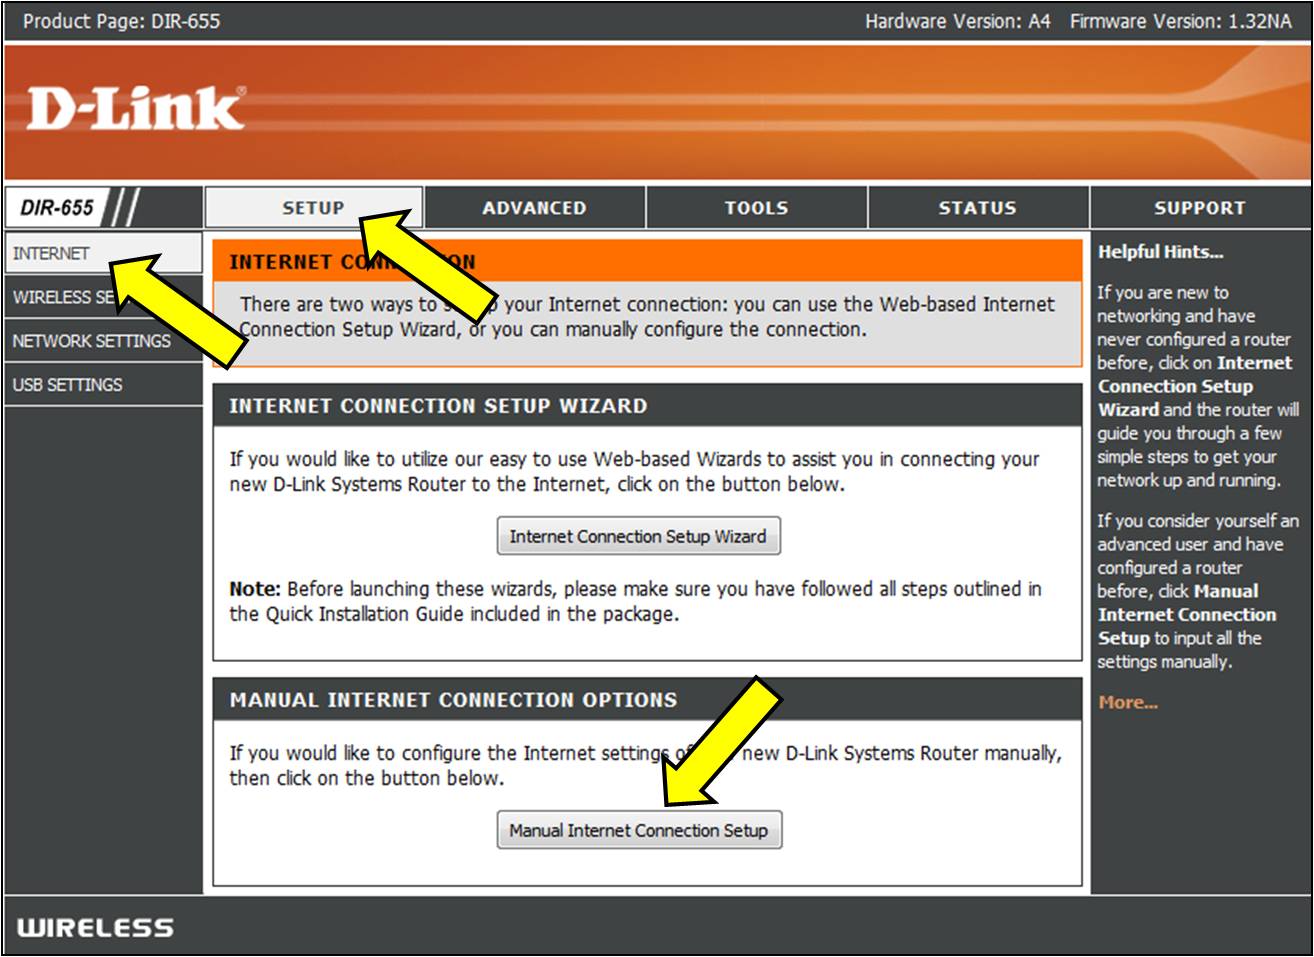 Product Page: DIR-655
Hardware Version: A4 Firmware Version: 1.32NA
D-Link®
DIR-655
SETUP
ADVANCED
TOOLS
STATUS
SUPPORT
INTERNET
WIRELESS
NETWORK SETTINGS
USB SETTINGS
INTERNET
There are two ways to your Internet connection: you can use the Web-based Internet
Connection Setup Wizard, or you can manually configure the connection.
INTERNET CONNECTION SETUP WIZARD
If you would like to utilize our easy to use Web-based Wizards to assist you in connecting your
new D-Link Systems Router to the Internet, click on the button below.
Internet Connection Setup Wizard
Note: Before launching these wizards, please make sure you have followed all steps outlined in
the Quick Installation Guide included in the package.
MANUAL INTERNET CONNECTION OPTIONS
If you would like to configure the Internet settings new D-Link Systems Router manually,
then click on the button below.
Manual Internet Connection Setup
Helpful Hints...
If you are new to
networking and have
never configured a router
before, click on Internet
Connection Setup
Wizard and the router will
guide you through a few
simple steps to get your
network up and running.
If you consider yourself an
advanced user and have
configured a router
before, click Manual
Internet Connection
Setup to input all the
settings manually.
More...
WIRELESS